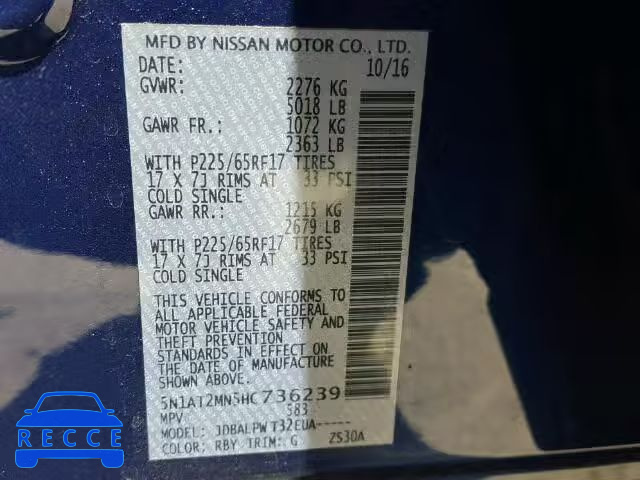 MFD BY NISSAN MOTOR CO., LTD.
DATE: 10/16
GVWR: 2276 KG
5018 LB
GAWR FR.: 1072 KG
2363 LB
WITH P225/65RF17 TIRES
17 X 7J RIMS AT 33 PSI
COLD SINGLE
GAWR RR.: 1215 KG
2679 LB
WITH P225/65RF17 TIRES
17 X 7J RIMS AT 33 PSI
COLD SINGLE
THIS VEHICLE CONFORMS TO
ALL APPLICABLE FEDERAL
MOTOR VEHICLE SAFETY AND
THEFT PREVENTION
STANDARDS IN EFFECT ON THE
DATE OF MANUFACTURE
SHOWN ABOVE.
5N1AT2MN5HC736239
MPV 583
MODEL: JDBALPWT32EUA-----
COLOR: RBY TRIM: G ZS30A
RECCE.COM